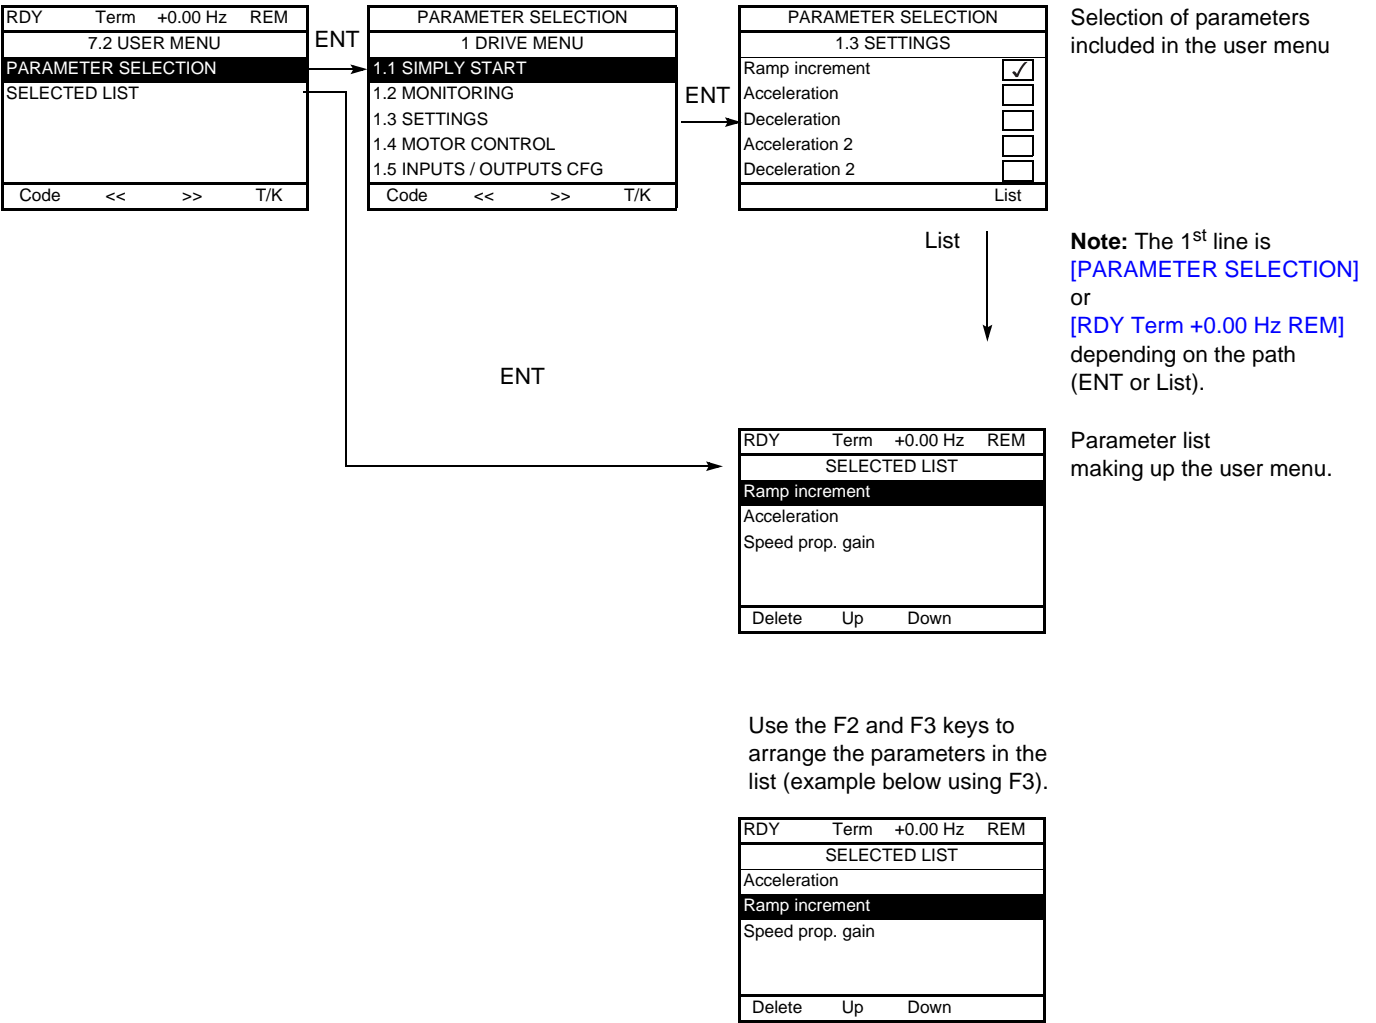 RDY Term +0.00 Hz REM
7.2 USER MENU
PARAMETER SELECTION
SELECTED LIST
Code << >> T/K
ENT
PARAMETER SELECTION
1 DRIVE MENU
1.1 SIMPLY START
1.2 MONITORING
1.3 SETTINGS
1.4 MOTOR CONTROL
1.5 INPUTS / OUTPUTS CFG
Code << >> T/K
ENT
PARAMETER SELECTION
1.3 SETTINGS
Ramp increment ✓
Acceleration
Deceleration
Acceleration 2
Deceleration 2
List
Selection of parameters
included in the user menu
List
Note: The 1st line is
[PARAMETER SELECTION]
or
[RDY Term +0.00 Hz REM]
depending on the path
(ENT or List).
ENT
RDY Term +0.00 Hz REM
SELECTED LIST
Ramp increment
Acceleration
Speed prop. gain
Delete Up Down
Parameter list
making up the user menu.
Use the F2 and F3 keys to
arrange the parameters in the
list (example below using F3).
RDY Term +0.00 Hz REM
SELECTED LIST
Acceleration
Ramp increment
Speed prop. gain
Delete Up Down